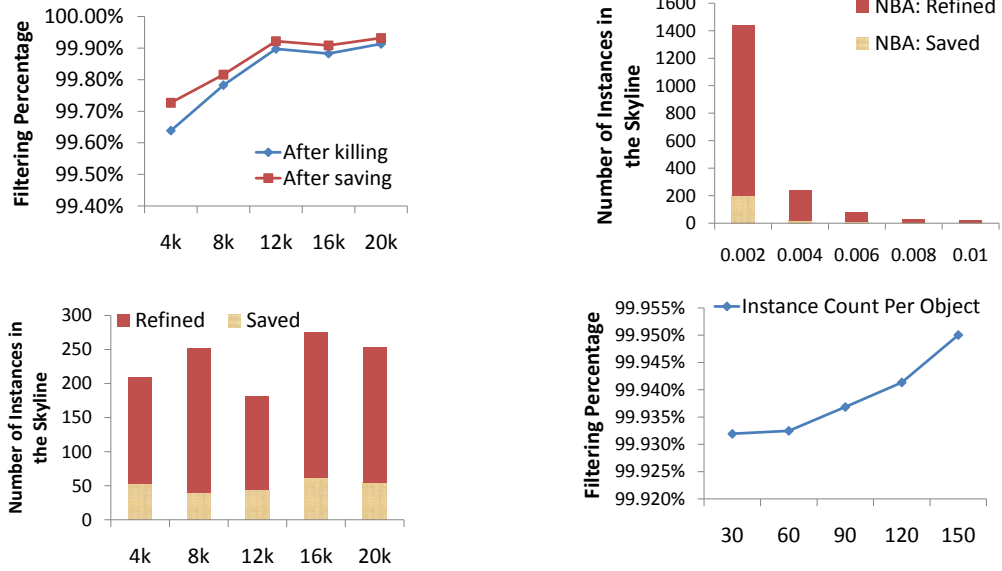 Filtering Percentage
100.00%
99.90%
99.80%
99.70%
99.60%
99.50%
99.40%
After killing
After saving
4k 8k 12k 16k 20k
Number of Instances in
the Skyline
1600
1400
1200
1000
800
600
400
200
0
NBA: Refined
NBA: Saved
0.002 0.004 0.006 0.008 0.01
Number of Instances in
the Skyline
300
250
200
150
100
50
0
Refined Saved
4k 8k 12k 16k 20k
Filtering Percentage
99.955%
99.950%
99.945%
99.940%
99.935%
99.930%
99.925%
99.920%
Instance Count Per Object
30 60 90 120 150